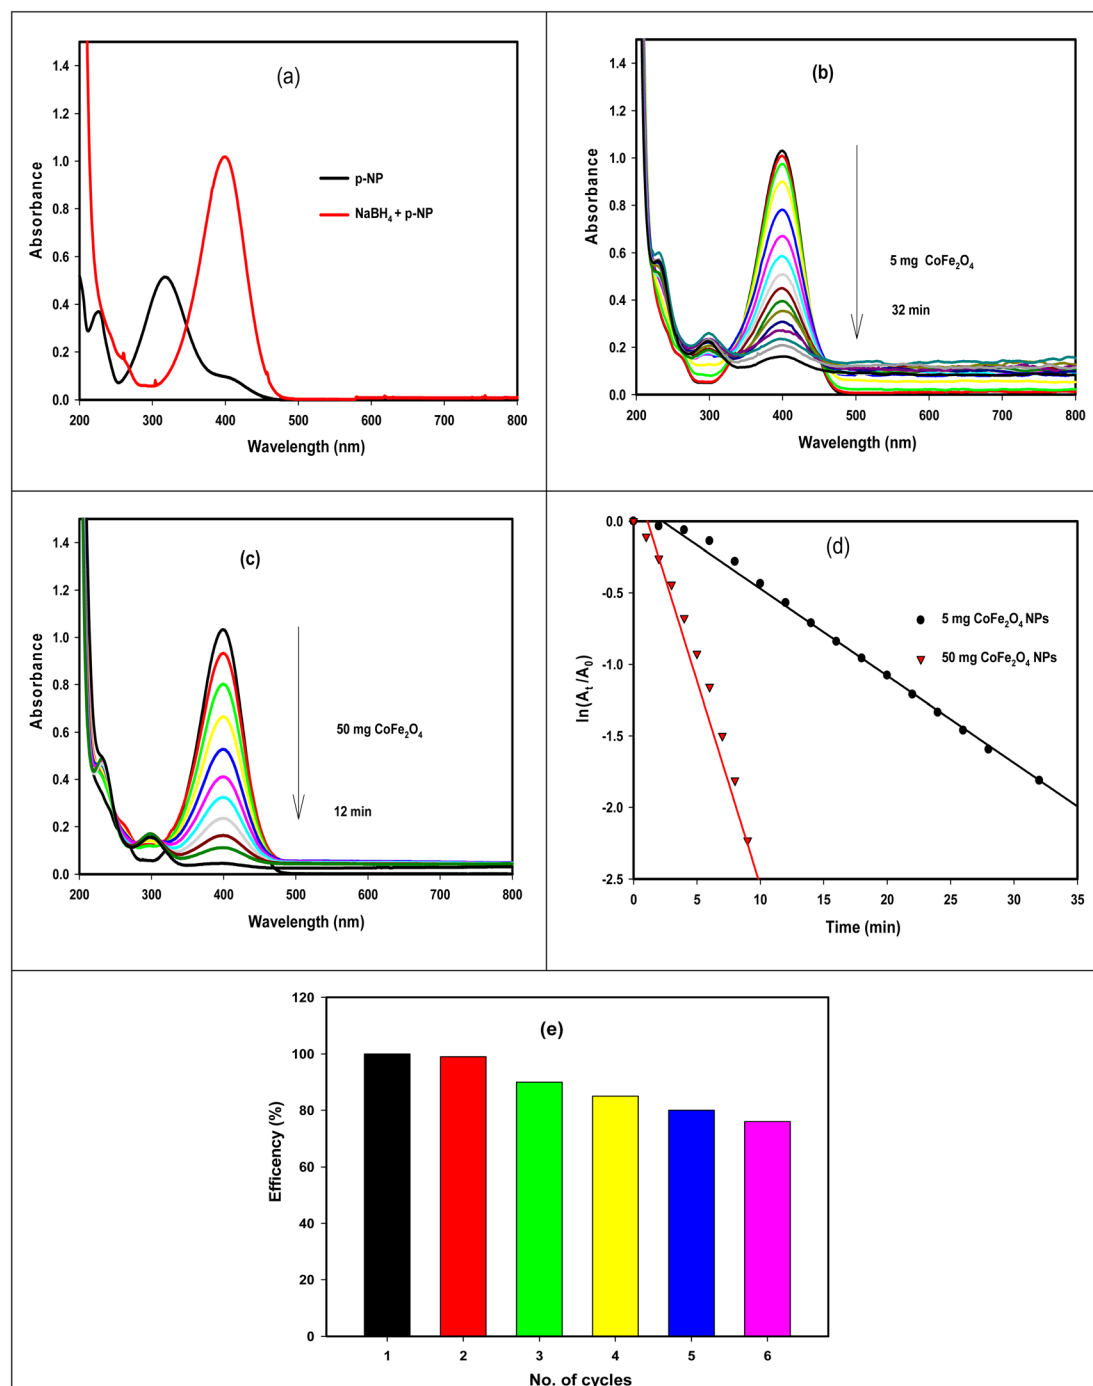 (a)
1.4
1.2
1.0
0.8
0.6
0.4
0.2
0.0
Absorbance
p-NP
NaBH4 + p-NP
200 300 400 500 600 700 800
Wavelength (nm)
(b)
1.4
1.2
1.0
0.8
0.6
0.4
0.2
0.0
Absorbance
5 mg CoFe2O4
32 min
200 300 400 500 600 700 800
Wavelength (nm)
(c)
1.4
1.2
1.0
0.8
0.6
0.4
0.2
0.0
Absorbance
50 mg CoFe2O4
12 min
200 300 400 500 600 700 800
Wavelength (nm)
(d)
0.0
-0.5
-1.0
-1.5
-2.0
-2.5
ln(At /A0)
5 mg CoFe2O4 NPs
50 mg CoFe2O4 NPs
0 5 10 15 20 25 30 35
Time (min)
(e)
120
100
80
60
40
20
0
Efficency (%)
1 2 3 4 5 6
No. of cycles